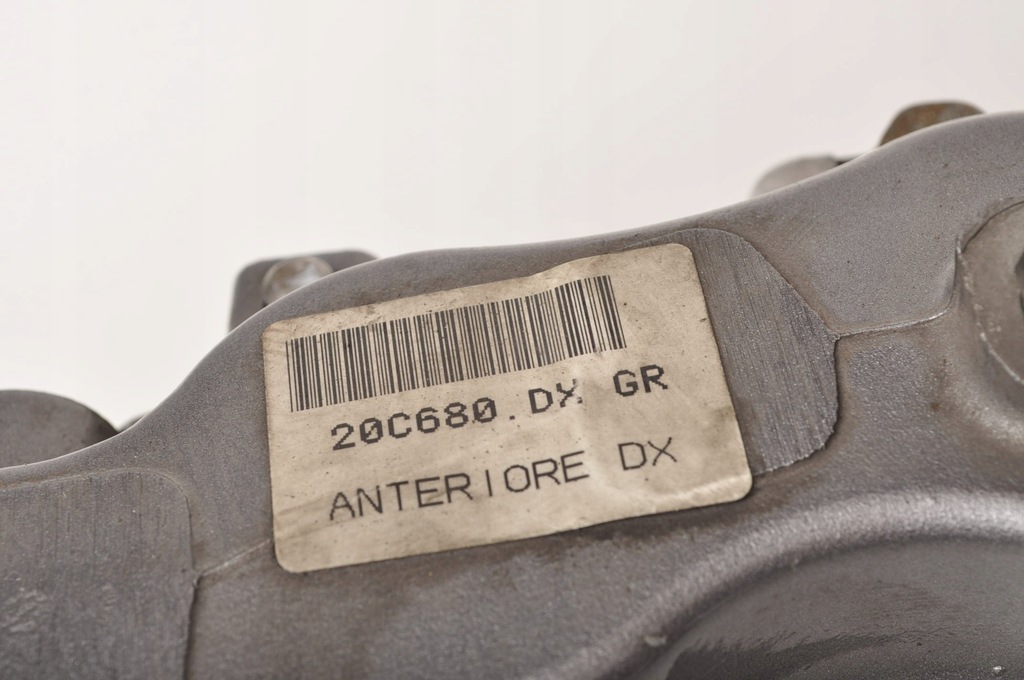 20C680.DX GR
ANTERIORE DX